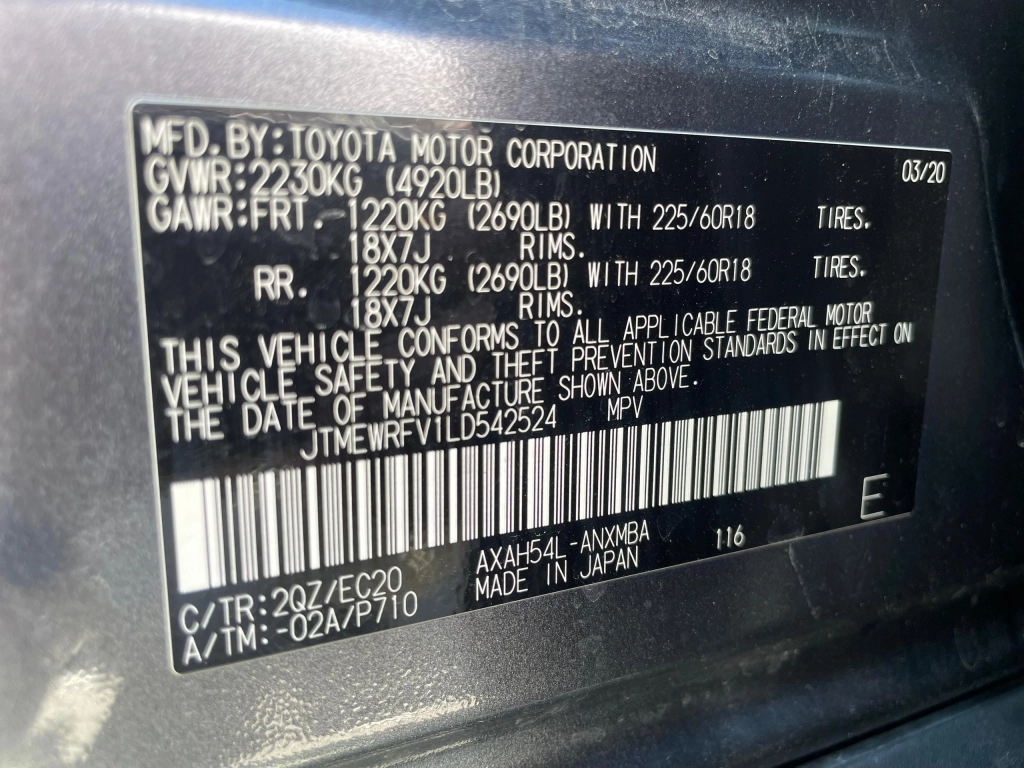 MFD. BY: TOYOTA MOTOR CORPORATION 03/20
GVWR: 2230KG (4920LB)
GAWR: FRT. 1220KG (2690LB) WITH 225/60R18 TIRES.
18X7J RIMS.
RR. 1220KG (2690LB) WITH 225/60R18 TIRES.
18X7J RIMS.
THIS VEHICLE CONFORMS TO ALL APPLICABLE FEDERAL MOTOR
VEHICLE SAFETY AND THEFT PREVENTION STANDARDS IN EFFECT ON
THE DATE OF MANUFACTURE SHOWN ABOVE.
JTMEWRFV1LD542524 MPV
E
C/TR: 2QZ/EC20 AXAH54L-ANXMBA 116
A/TM: -02A/P710 MADE IN JAPAN